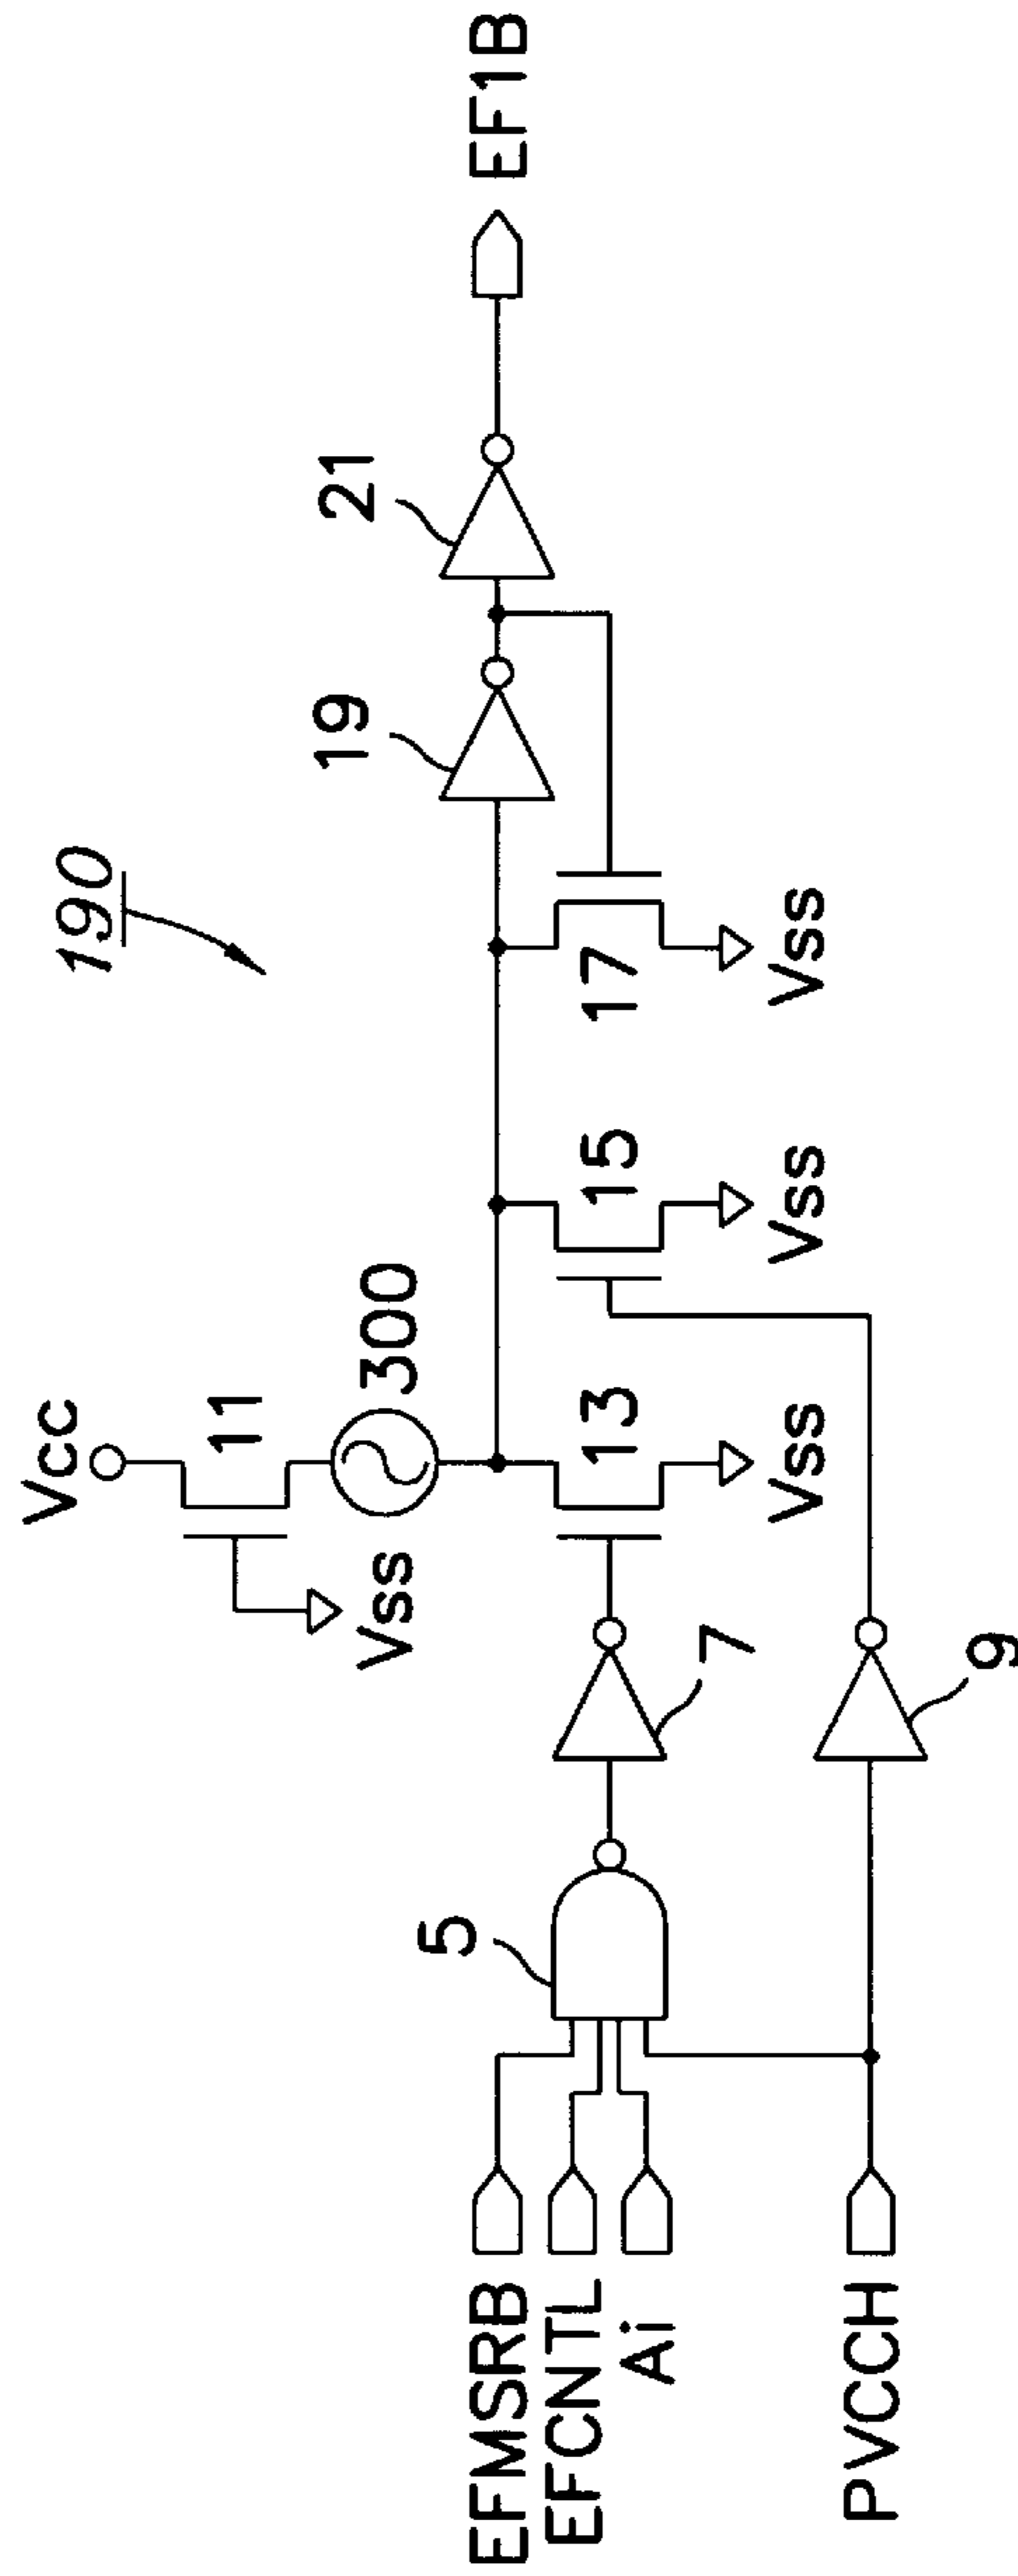 190
Vcc
11
Vss
300
19
21
EF1B
5
7
13
15
17
Vss
Vss
Vss
9
EFMSRB
EFCNTL
Ai
PVCCH